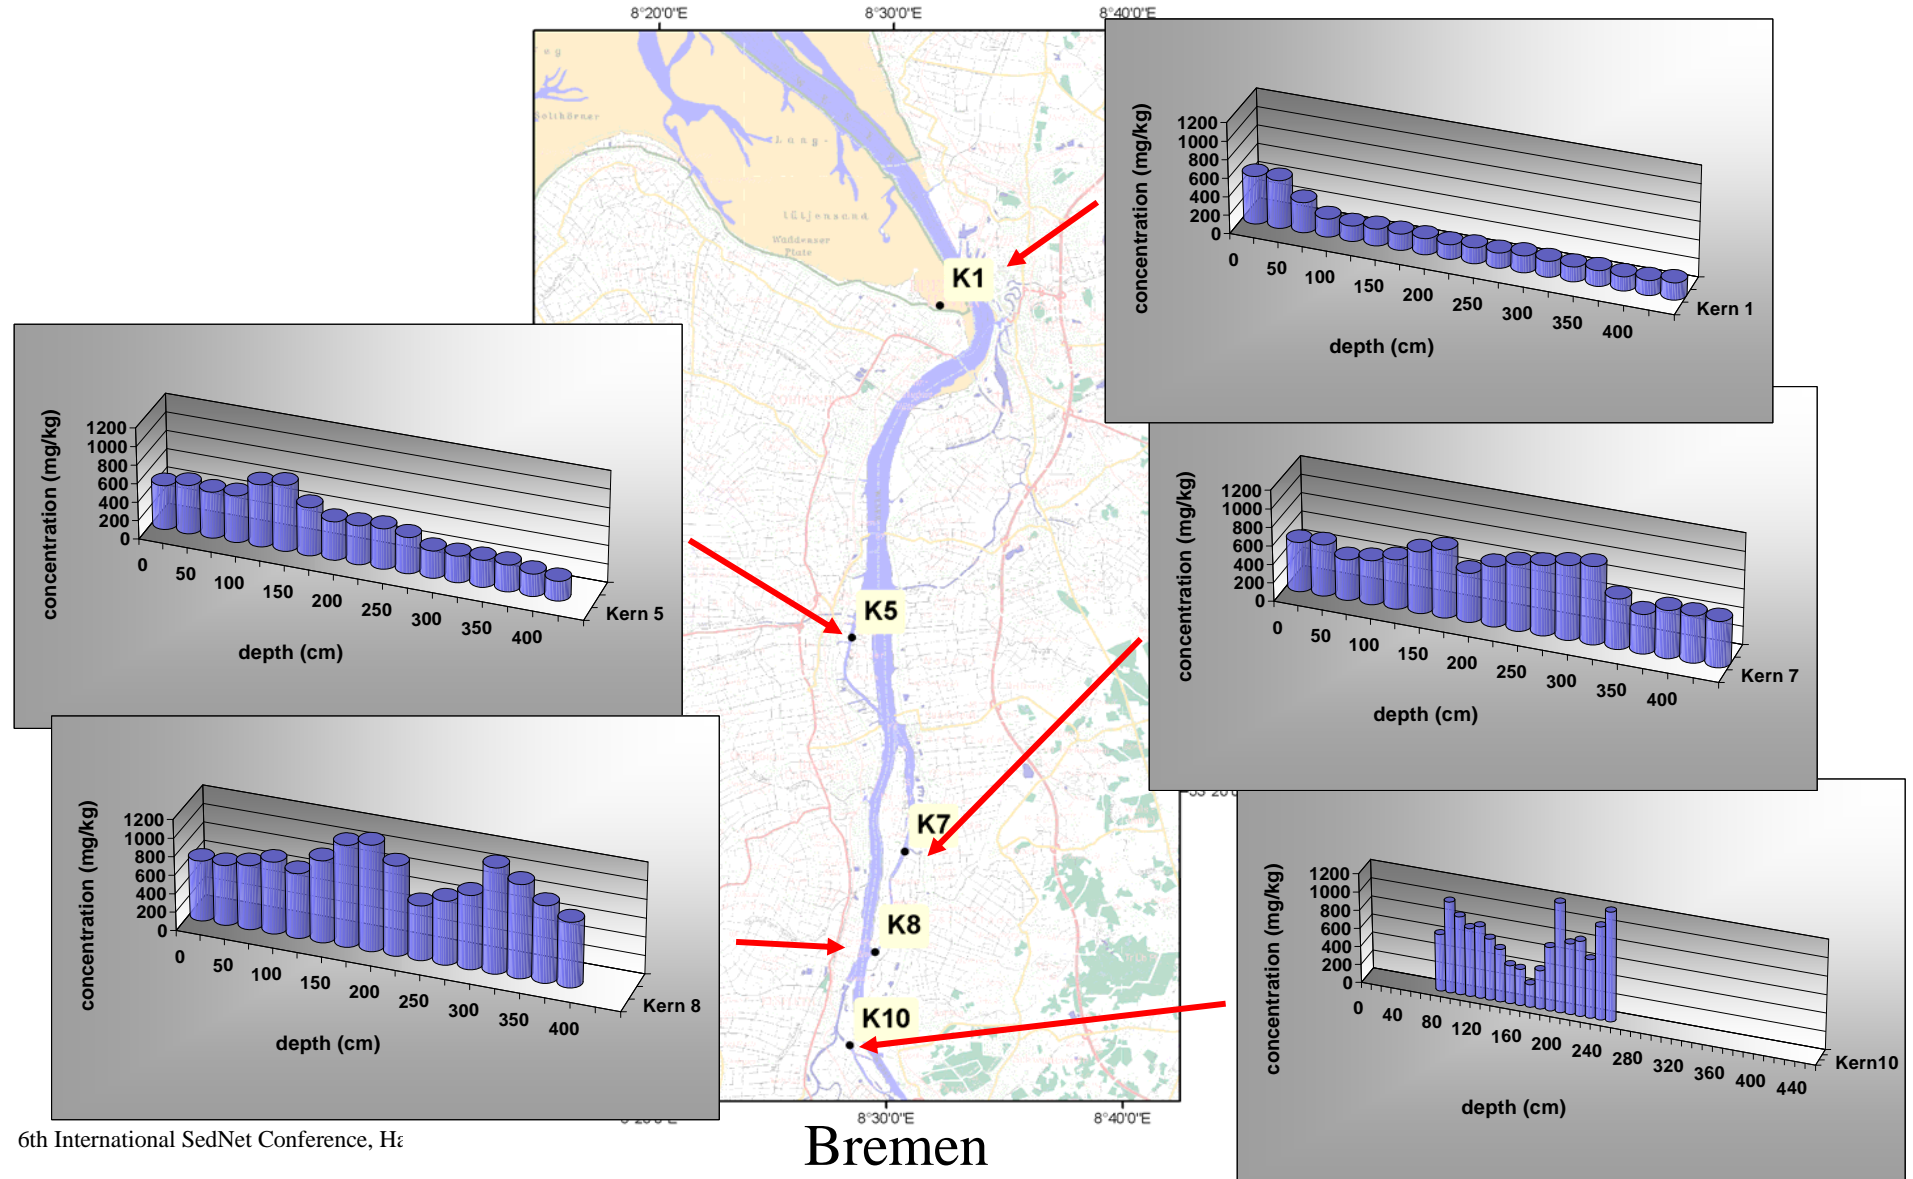 8°20'0"E
8°30'0"E
8°40'0"E
Lang-
Waddenser
Plate
K1
K5
K7
K8
K10
concentration (mg/kg)
1200
1000
800
600
400
200
0
0
50
100
150
200
250
300
350
400
Kern 1
depth (cm)
concentration (mg/kg)
1200
1000
800
600
400
200
0
0
50
100
150
200
250
300
350
400
Kern 5
depth (cm)
concentration (mg/kg)
1200
1000
800
600
400
200
0
0
50
100
150
200
250
300
350
400
Kern 7
depth (cm)
concentration (mg/kg)
1200
1000
800
600
400
200
0
0
50
100
150
200
250
300
350
400
Kern 8
depth (cm)
concentration (mg/kg)
1200
1000
800
600
400
200
0
0
40
80
120
160
200
240
280
320
360
400
440
Kern10
depth (cm)
8°30'0"E
8°40'0"E
6th International SedNet Conference, Ha
Bremen